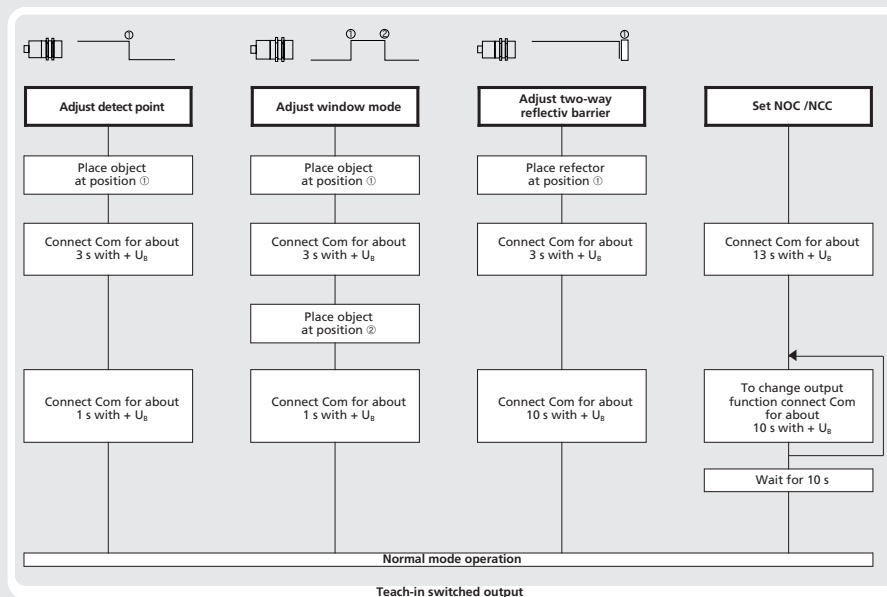 ①
① ②
①
Adjust detect point
Place object
at position ①
Connect Com for about
3 s with + UB
Connect Com for about
1 s with + UB
Adjust window mode
Place object
at position ①
Connect Com for about
3 s with + UB
Place object
at position ②
Connect Com for about
1 s with + UB
Adjust two-way
reflectiv barrier
Place refector
at position ①
Connect Com for about
3 s with + UB
Connect Com for about
10 s with + UB
Set NOC /NCC
Connect Com for about
13 s with + UB
To change output
function connect Com
for about
10 s with + UB
Wait for 10 s
Normal mode operation
Teach-in switched output